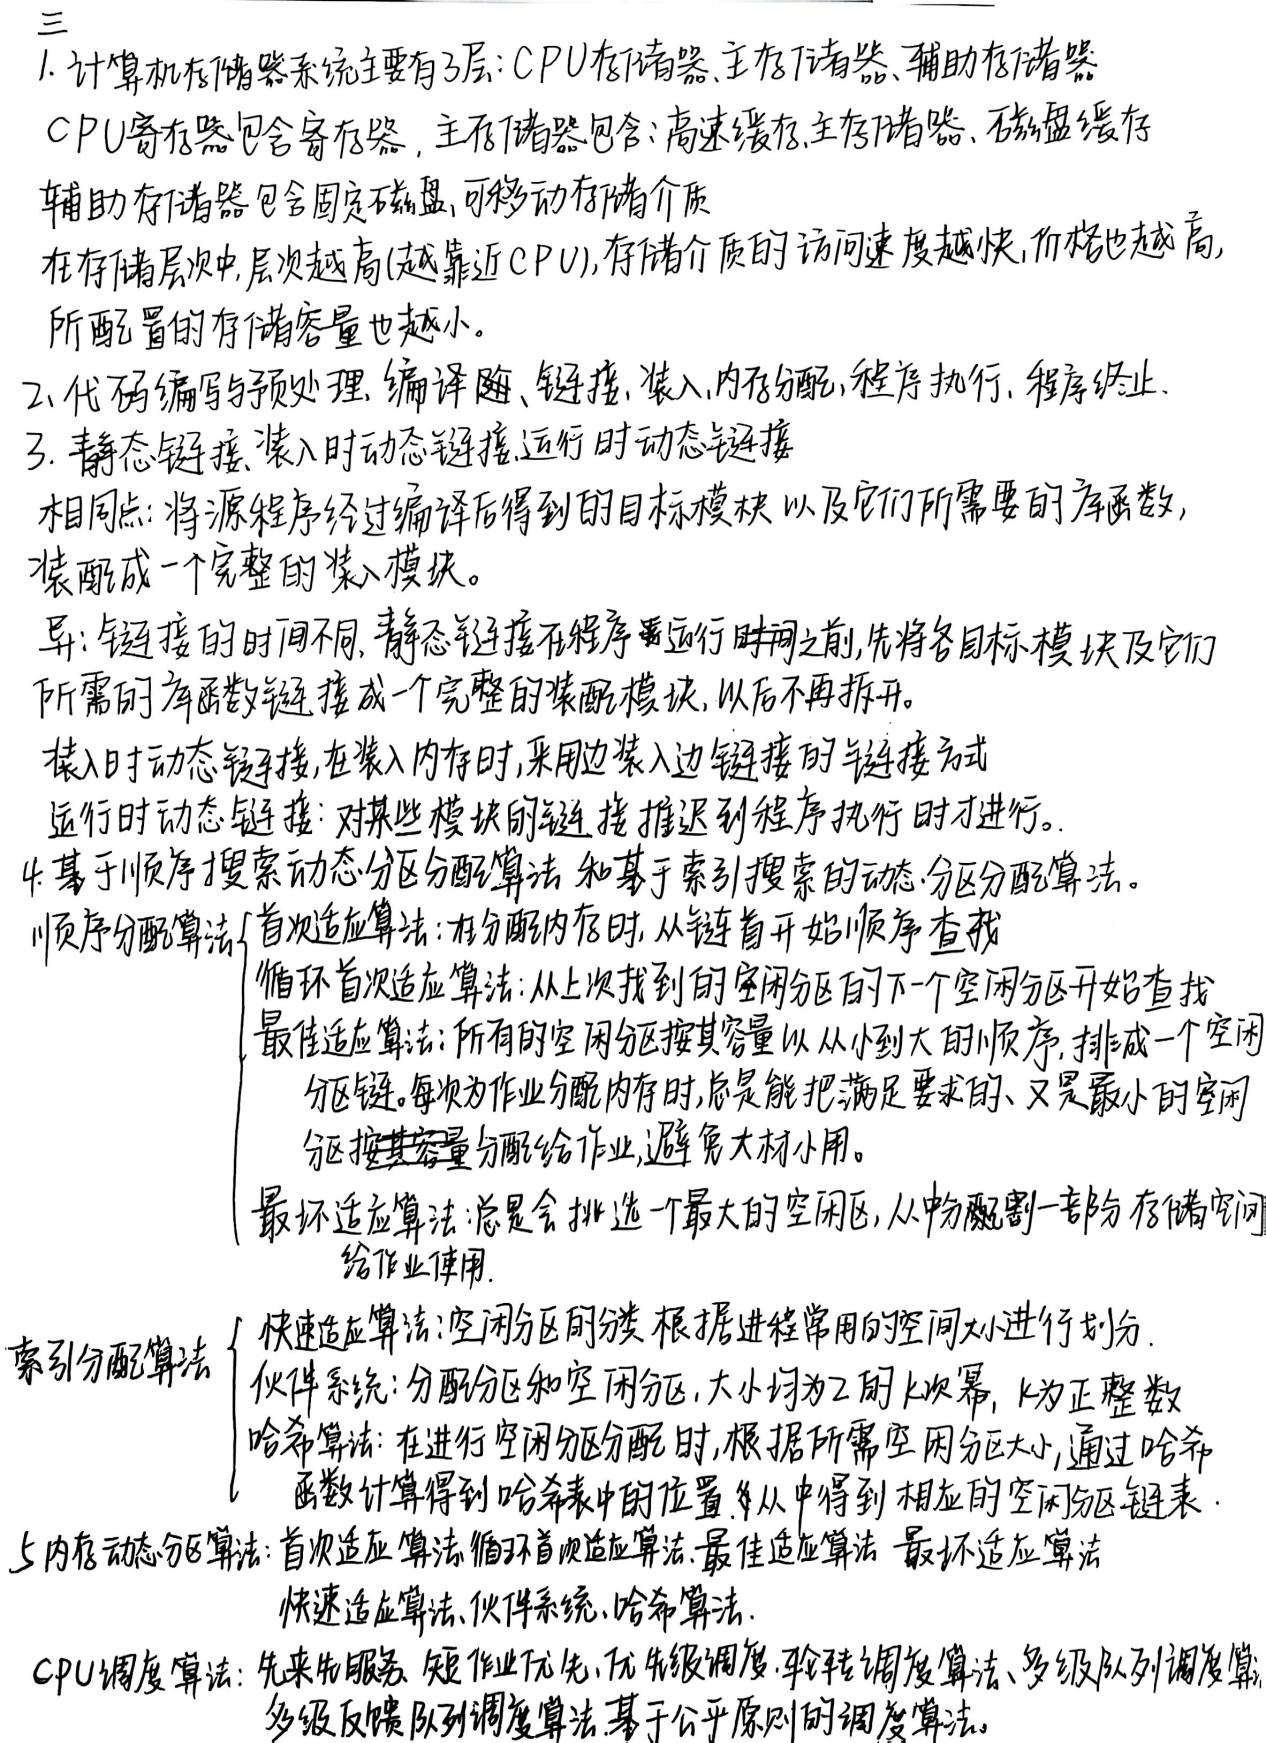 三
1. 计算机存储器系统主要有3层：CPU存储器、主存储器、辅助存储器
CPU寄存器包含寄存器，主存储器包含：高速缓存、主存储器、磁盘缓存
辅助存储器包含固定磁盘、可移动存储介质
在存储层次中，层次越高(越靠近CPU)，存储介质的访问速度越快，价格也越高，
所配置的存储容量也越小。
2、代码编写与预处理、编译、链接、装入、内存分配，程序执行、程序终止.
3. 静态链接、装入时动态链接、运行时动态链接
相同点：将源程序经过编译后得到的目标模块以及它们所需要的库函数，
装配成一个完整的装入模块。
异：链接的时间不同，静态链接在程序运行时间之前，先将各目标模块及它们
所需的库函数链接成一个完整的装配模块，以后不再拆开。
装入时动态链接，在装入内存时，采用边装入边链接的链接方式
运行时动态链接：对某些模块的链接推迟到程序执行时才进行。
4. 基于顺序搜索动态分区分配算法和基于索引搜索的动态分区分配算法。
顺序分配算法 首次适应算法：在分配内存时，从链首开始顺序查找
循环首次适应算法：从上次找到的空闲分区的下一个空闲分区开始查找
最佳适应算法：所有的空闲分区按其容量以从小到大的顺序，排成一个空闲
分区链。每次为作业分配内存时，总是能把满足要求的、又是最小的空闲
分区按其容量分配给作业，避免大材小用。
最坏适应算法：总是会挑选一个最大的空闲区，从中分割一部分存储空间
给作业使用.
快速适应算法：空闲分区的分类根据进程常用的空间大小进行划分.
索引分配算法
伙伴系统：分配分区和空闲分区，大小均为2的k次幂，k为正整数
哈希算法：在进行空闲分区分配时，根据所需空闲分区大小，通过哈希
函数计算得到哈希表中的位置，从中得到相应的空闲分区链表.
5 内存动态分区算法：首次适应算法、循环首次适应算法、最佳适应算法 最坏适应算法
快速适应算法、伙伴系统、哈希算法.
CPU调度算法：先来先服务、短作业优先、优先级调度、轮转调度算法、多级队列调度算
多级反馈队列调度算法、基于公平原则的调度算法。